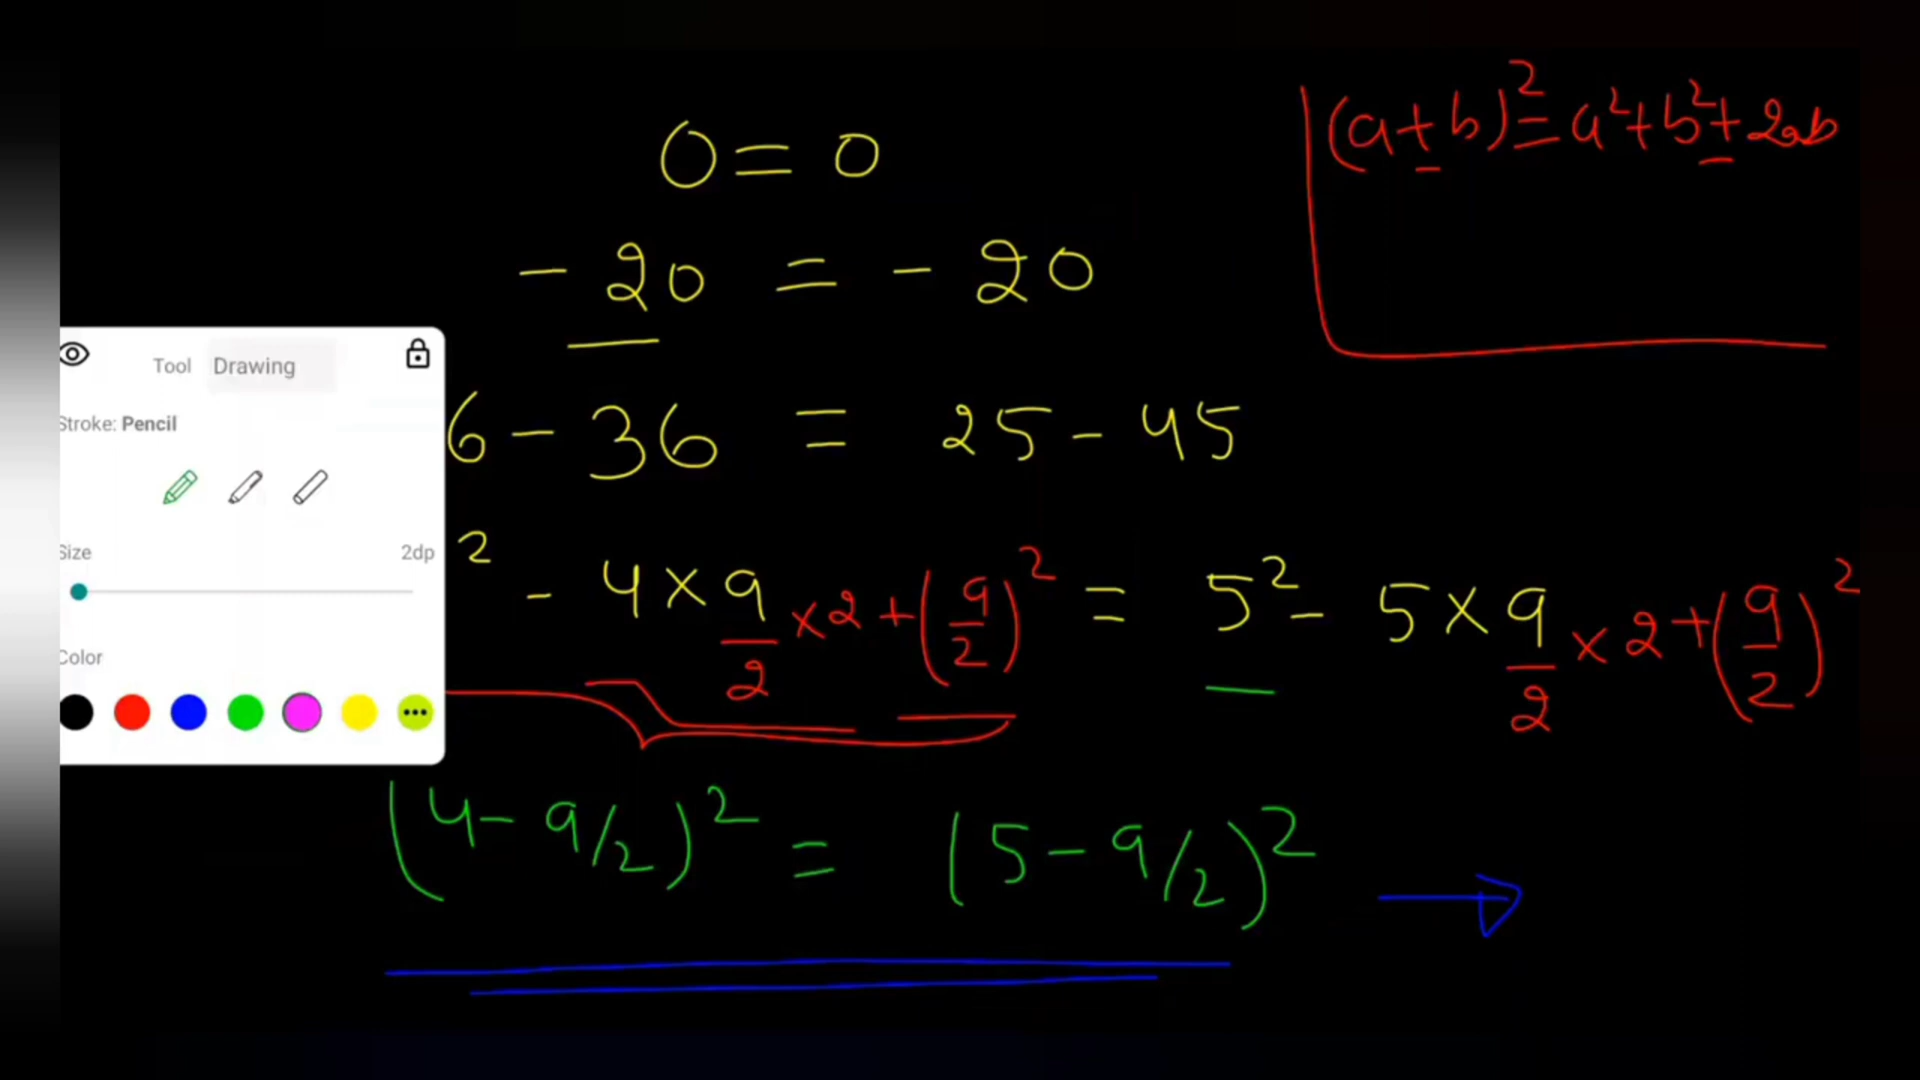 0 = 0
(a+b)² = a²+b²+2ab
-20 = -20
Tool Drawing
Stroke: Pencil
6 - 36 = 25 - 45
Size 2dp
² - 4 × 9/2 × 2 + (9/2)² = 5² - 5 × 9/2 × 2 + (9/2)²
Color
(4 - 9/2)² = (5 - 9/2)²